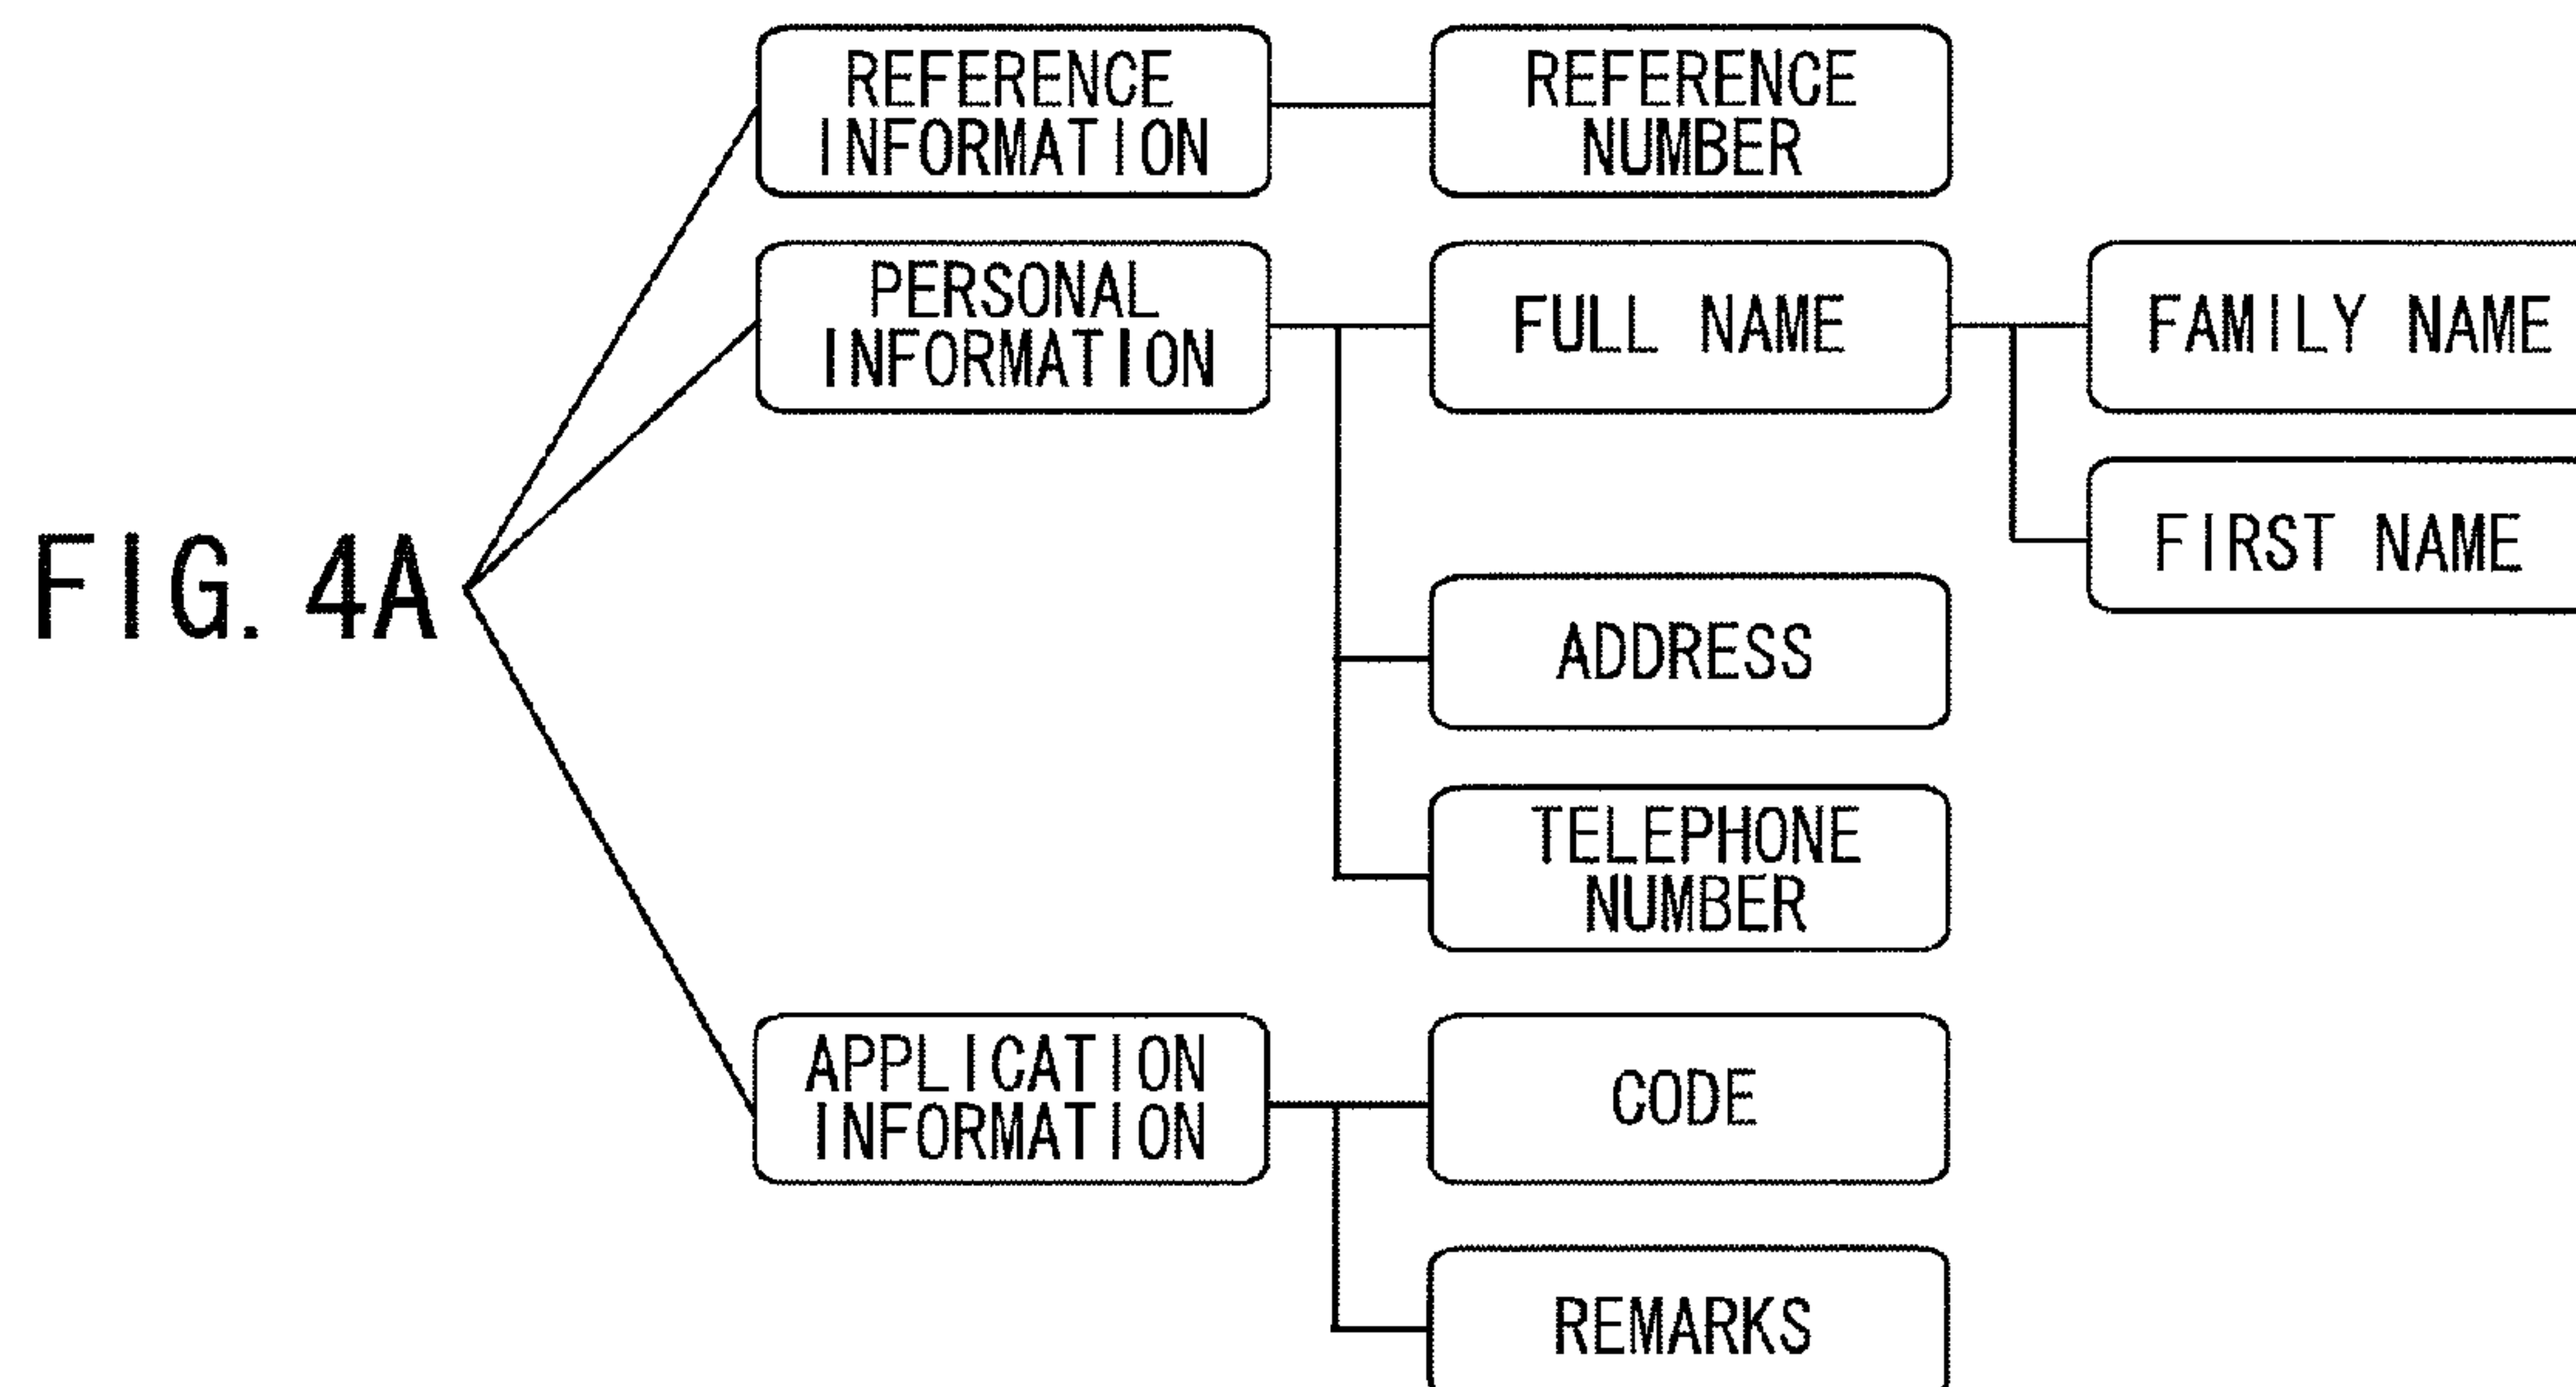 REFERENCE
INFORMATION
REFERENCE
NUMBER
PERSONAL
INFORMATION
FULL NAME
FAMILY NAME
FIRST NAME
FIG. 4A
ADDRESS
TELEPHONE
NUMBER
APPLICATION
INFORMATION
CODE
REMARKS